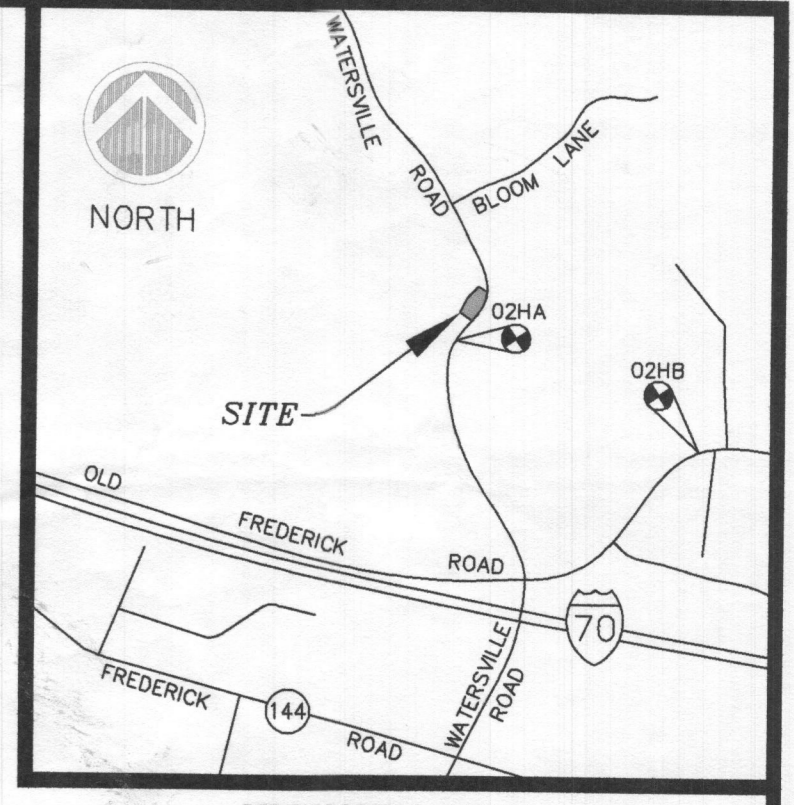 WATERSVILLE ROAD
BLOOM LANE
NORTH
02HA
02HB
SITE
OLD FREDERICK ROAD
70
WATERSVILLE ROAD
FREDERICK ROAD
144